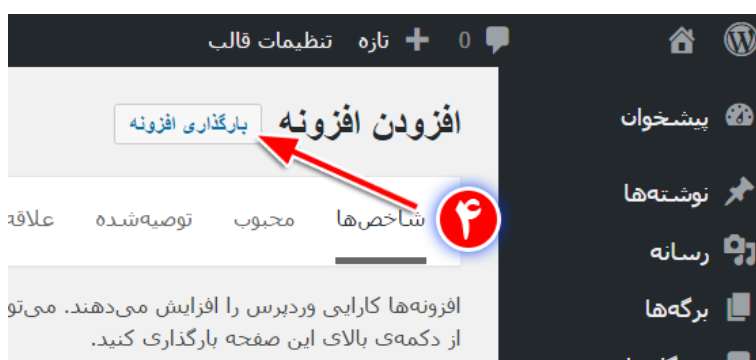 0 تازه تنظیمات قالب
پیشخوان
نوشته‌ها
رسانه
برگه‌ها
افزودن افزونه بارگذاری افزونه
شاخص‌ها محبوب توصیه‌شده
۴
افزونه‌ها کارایی وردپرس را افزایش می‌دهند.
از دکمه‌ی بالای این صفحه بارگذاری کنید.